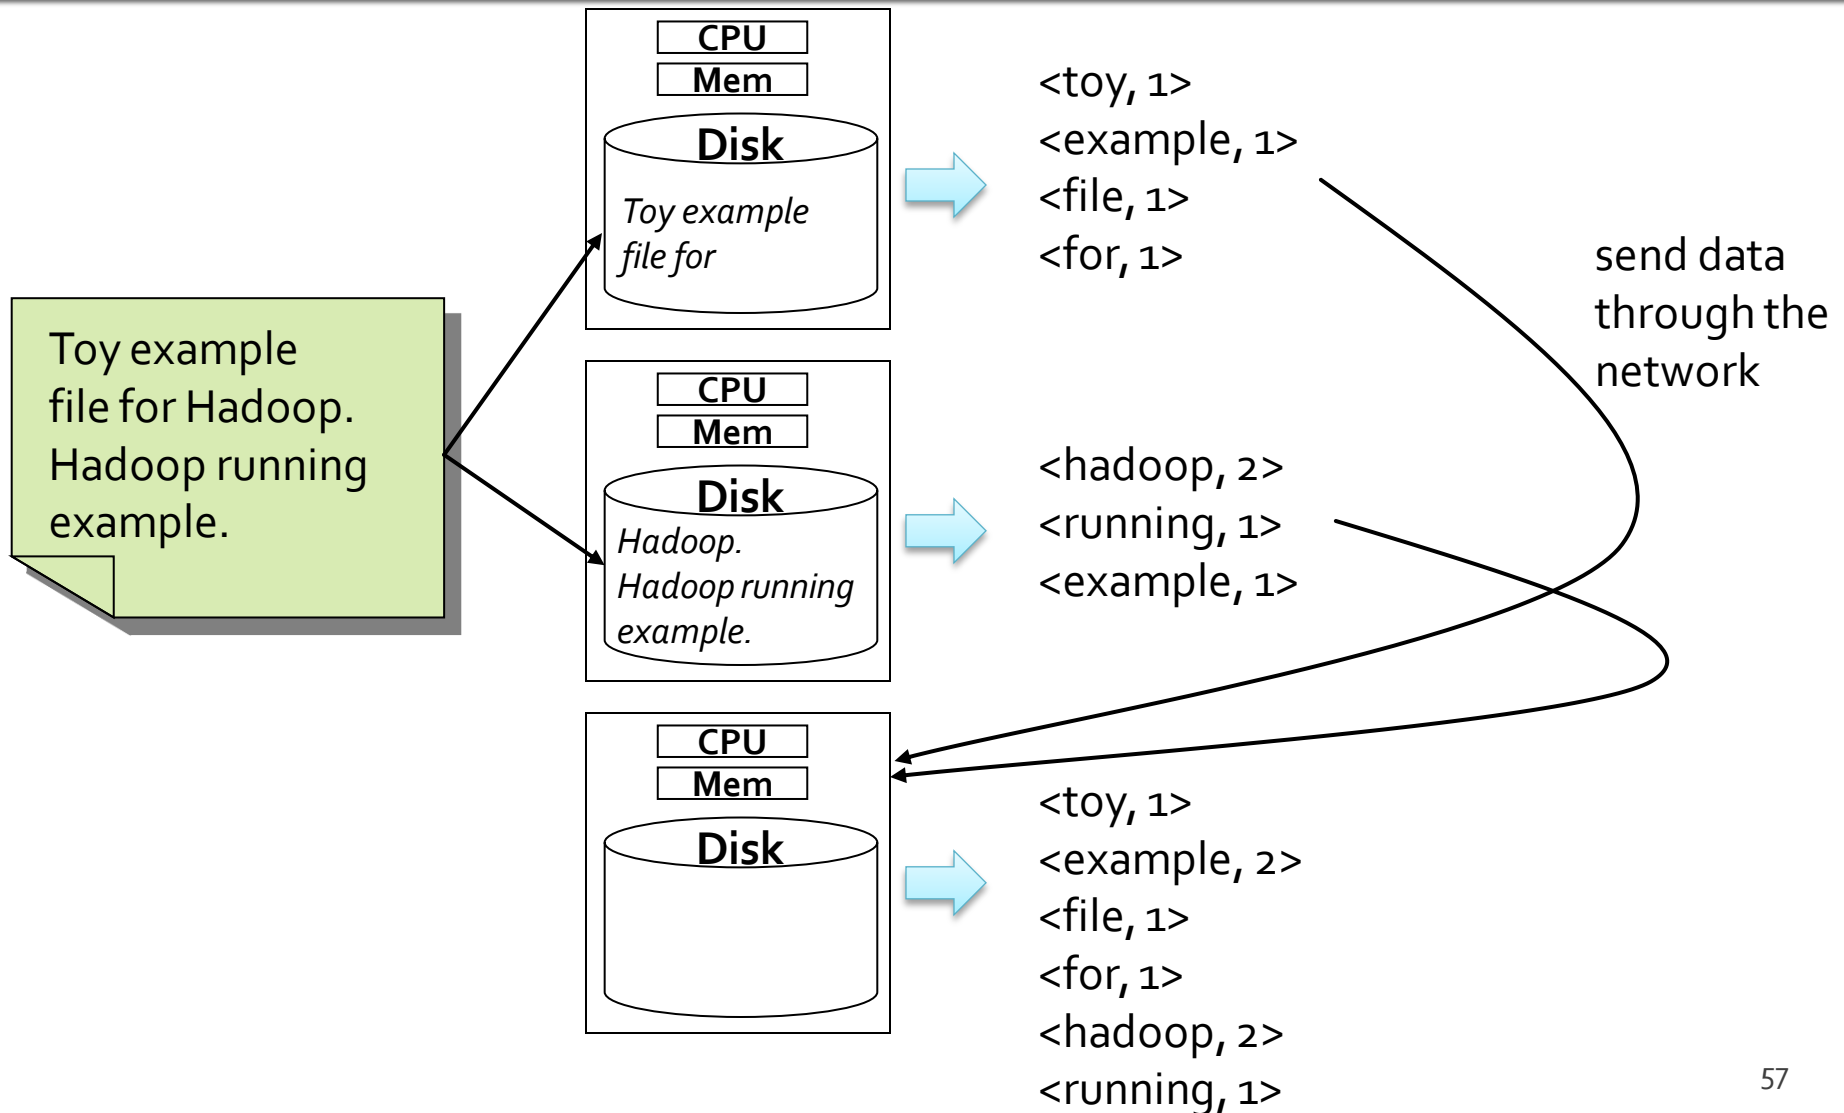 Toy example
file for Hadoop.
Hadoop running
example.
CPU
Mem
Disk
Toy example
file for
<toy, 1>
<example, 1>
<file, 1>
<for, 1>
send data
through the
network
CPU
Mem
Disk
Hadoop.
Hadoop running
example.
<hadoop, 2>
<running, 1>
<example, 1>
CPU
Mem
Disk
<toy, 1>
<example, 2>
<file, 1>
<for, 1>
<hadoop, 2>
<running, 1>
57